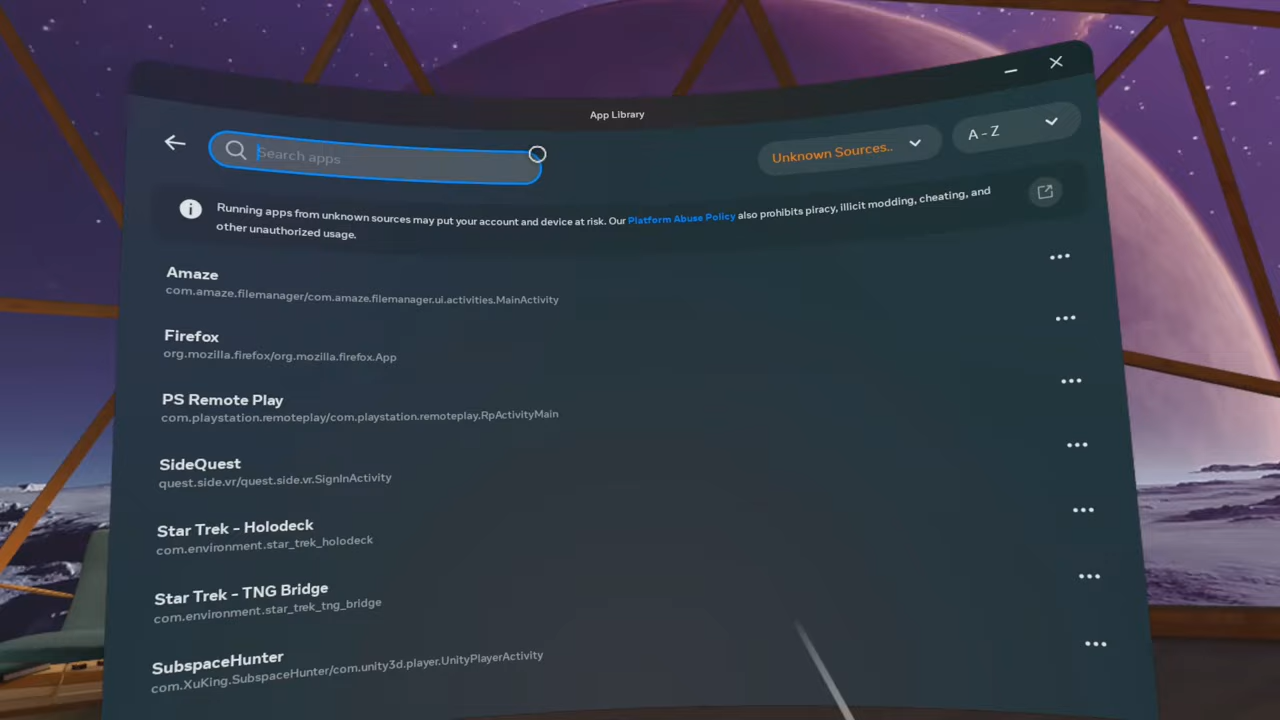 App Library
Search apps
Unknown Sources..
A - Z
Running apps from unknown sources may put your account and device at risk. Our Platform Abuse Policy also prohibits piracy, illicit modding, cheating, and
other unauthorized usage.
Amaze
com.amaze.filemanager/com.amaze.filemanager.ui.activities.MainActivity
Firefox
org.mozilla.firefox/org.mozilla.firefox.App
PS Remote Play
com.playstation.remoteplay/com.playstation.remoteplay.RpActivityMain
SideQuest
quest.side.vr/quest.side.vr.SignInActivity
Star Trek - Holodeck
com.environment.star_trek_holodeck
Star Trek - TNG Bridge
com.environment.star_trek_tng_bridge
SubspaceHunter
com.XuKing.SubspaceHunter/com.unity3d.player.UnityPlayerActivity